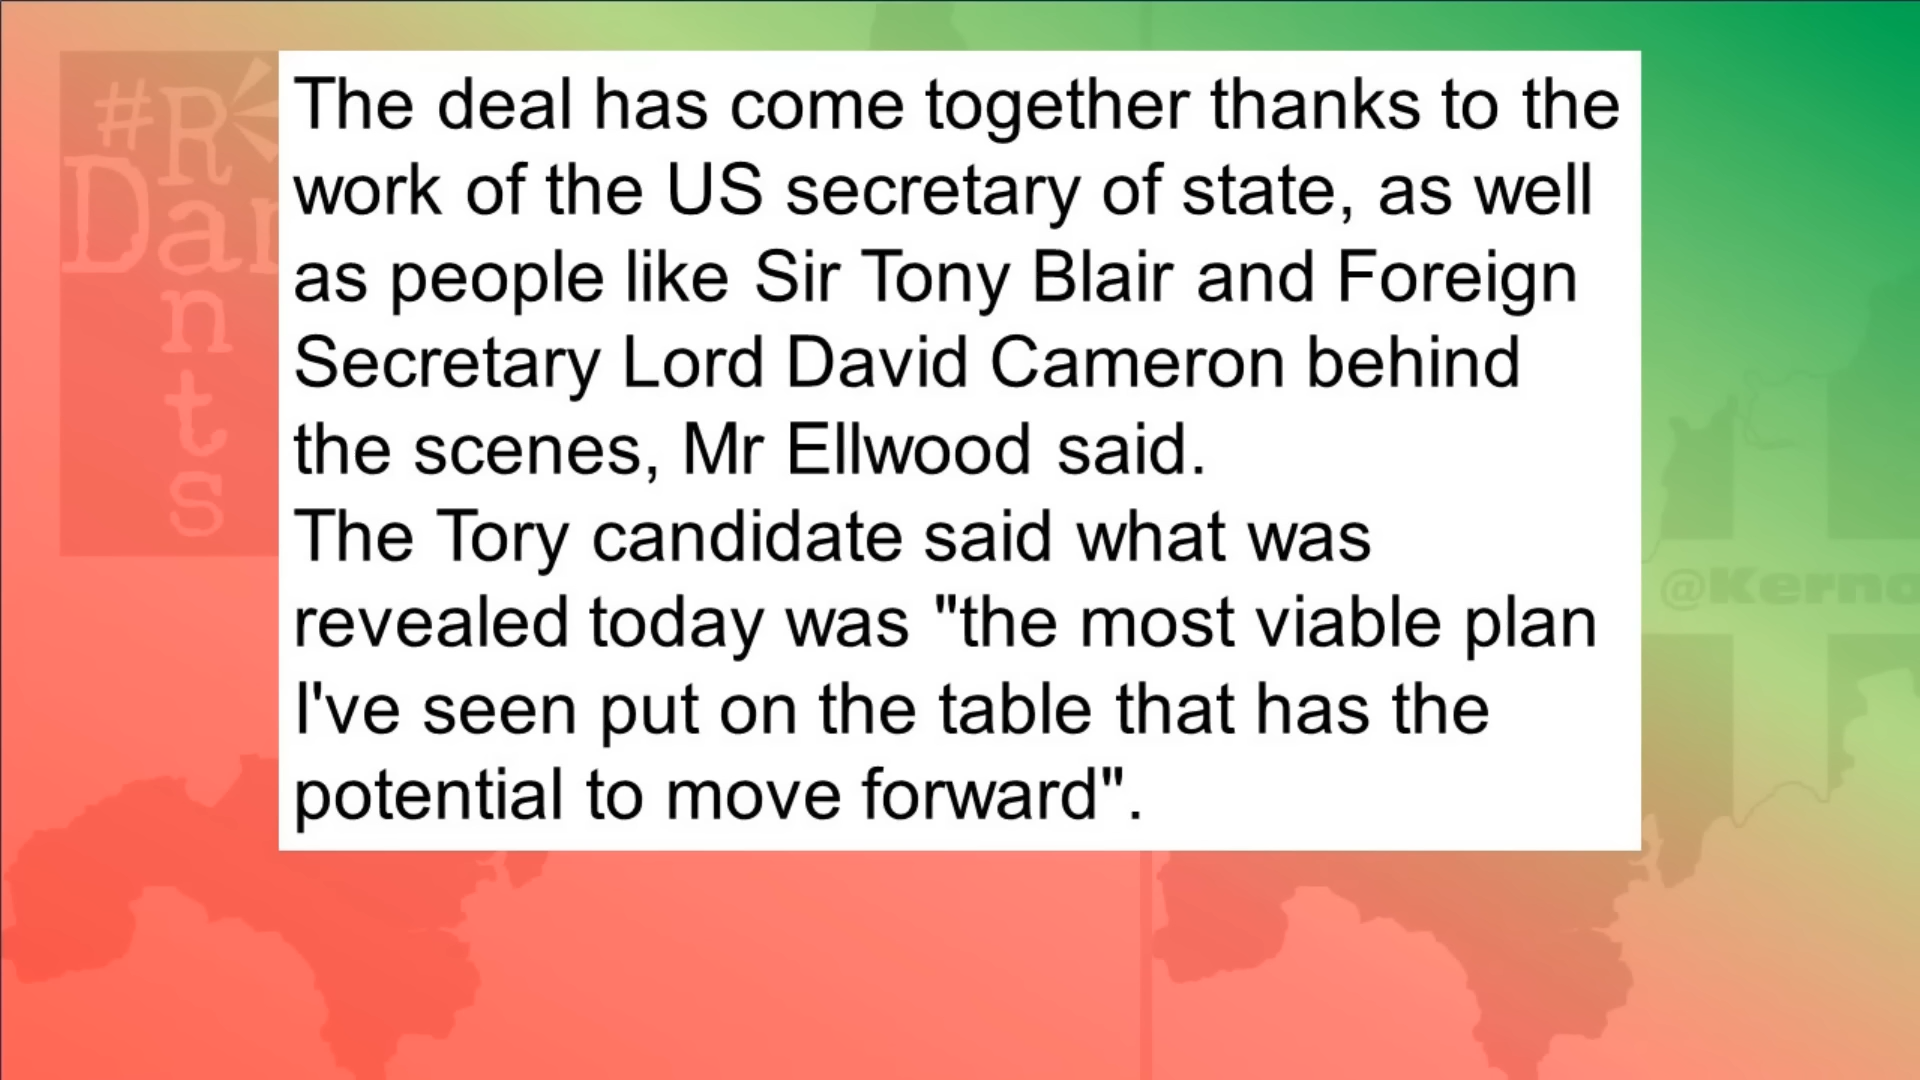 #R
Dan
n
t
s
The deal has come together thanks to the
work of the US secretary of state, as well
as people like Sir Tony Blair and Foreign
Secretary Lord David Cameron behind
the scenes, Mr Ellwood said.
The Tory candidate said what was
revealed today was "the most viable plan
I've seen put on the table that has the
potential to move forward".
@Kerno